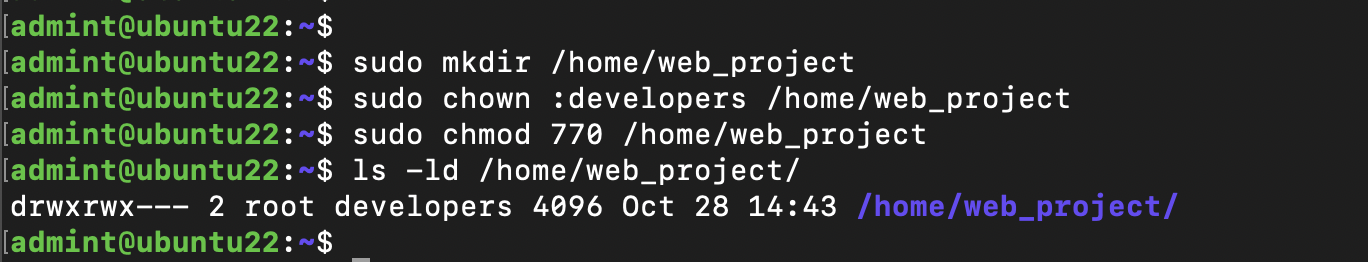 [admint@ubuntu22:~$
[admint@ubuntu22:~$ sudo mkdir /home/web_project
[admint@ubuntu22:~$ sudo chown :developers /home/web_project
[admint@ubuntu22:~$ sudo chmod 770 /home/web_project
[admint@ubuntu22:~$ ls -ld /home/web_project/
drwxrwx--- 2 root developers 4096 Oct 28 14:43 /home/web_project/
[admint@ubuntu22:~$